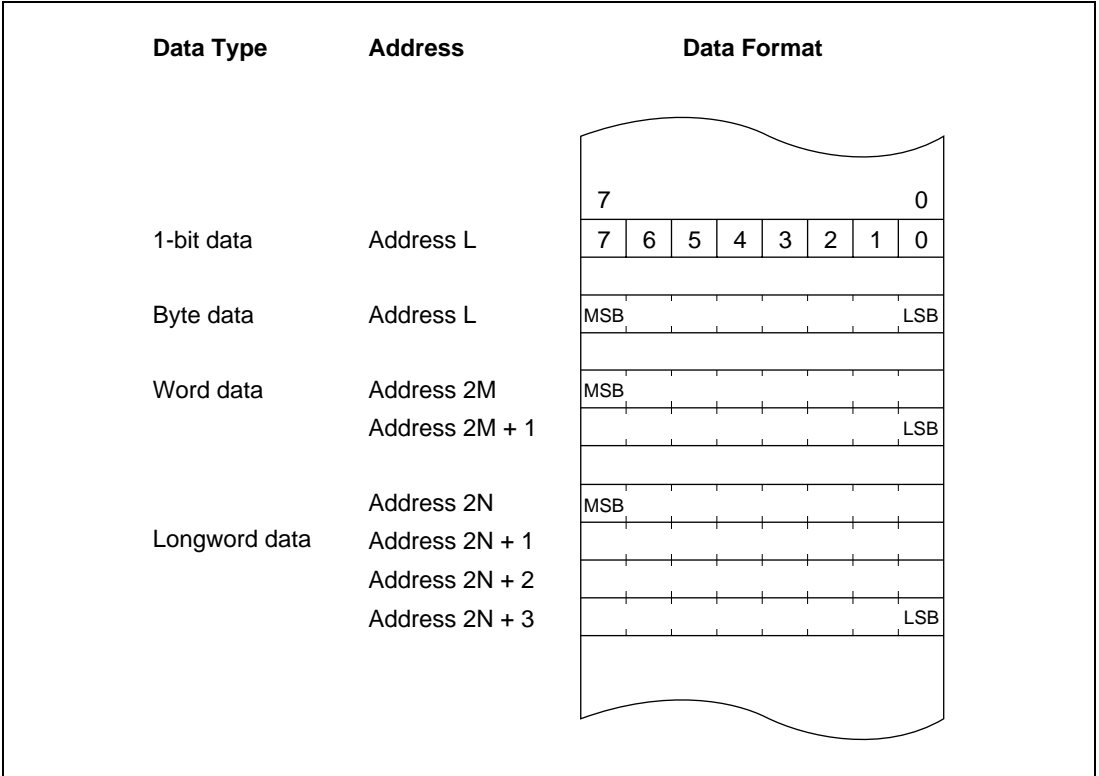 Data Type Address Data Format
7 0
1-bit data Address L 7 6 5 4 3 2 1 0
Byte data Address L MSB LSB
Word data Address 2M MSB
Address 2M + 1 LSB
Address 2N MSB
Longword data Address 2N + 1
Address 2N + 2
Address 2N + 3 LSB